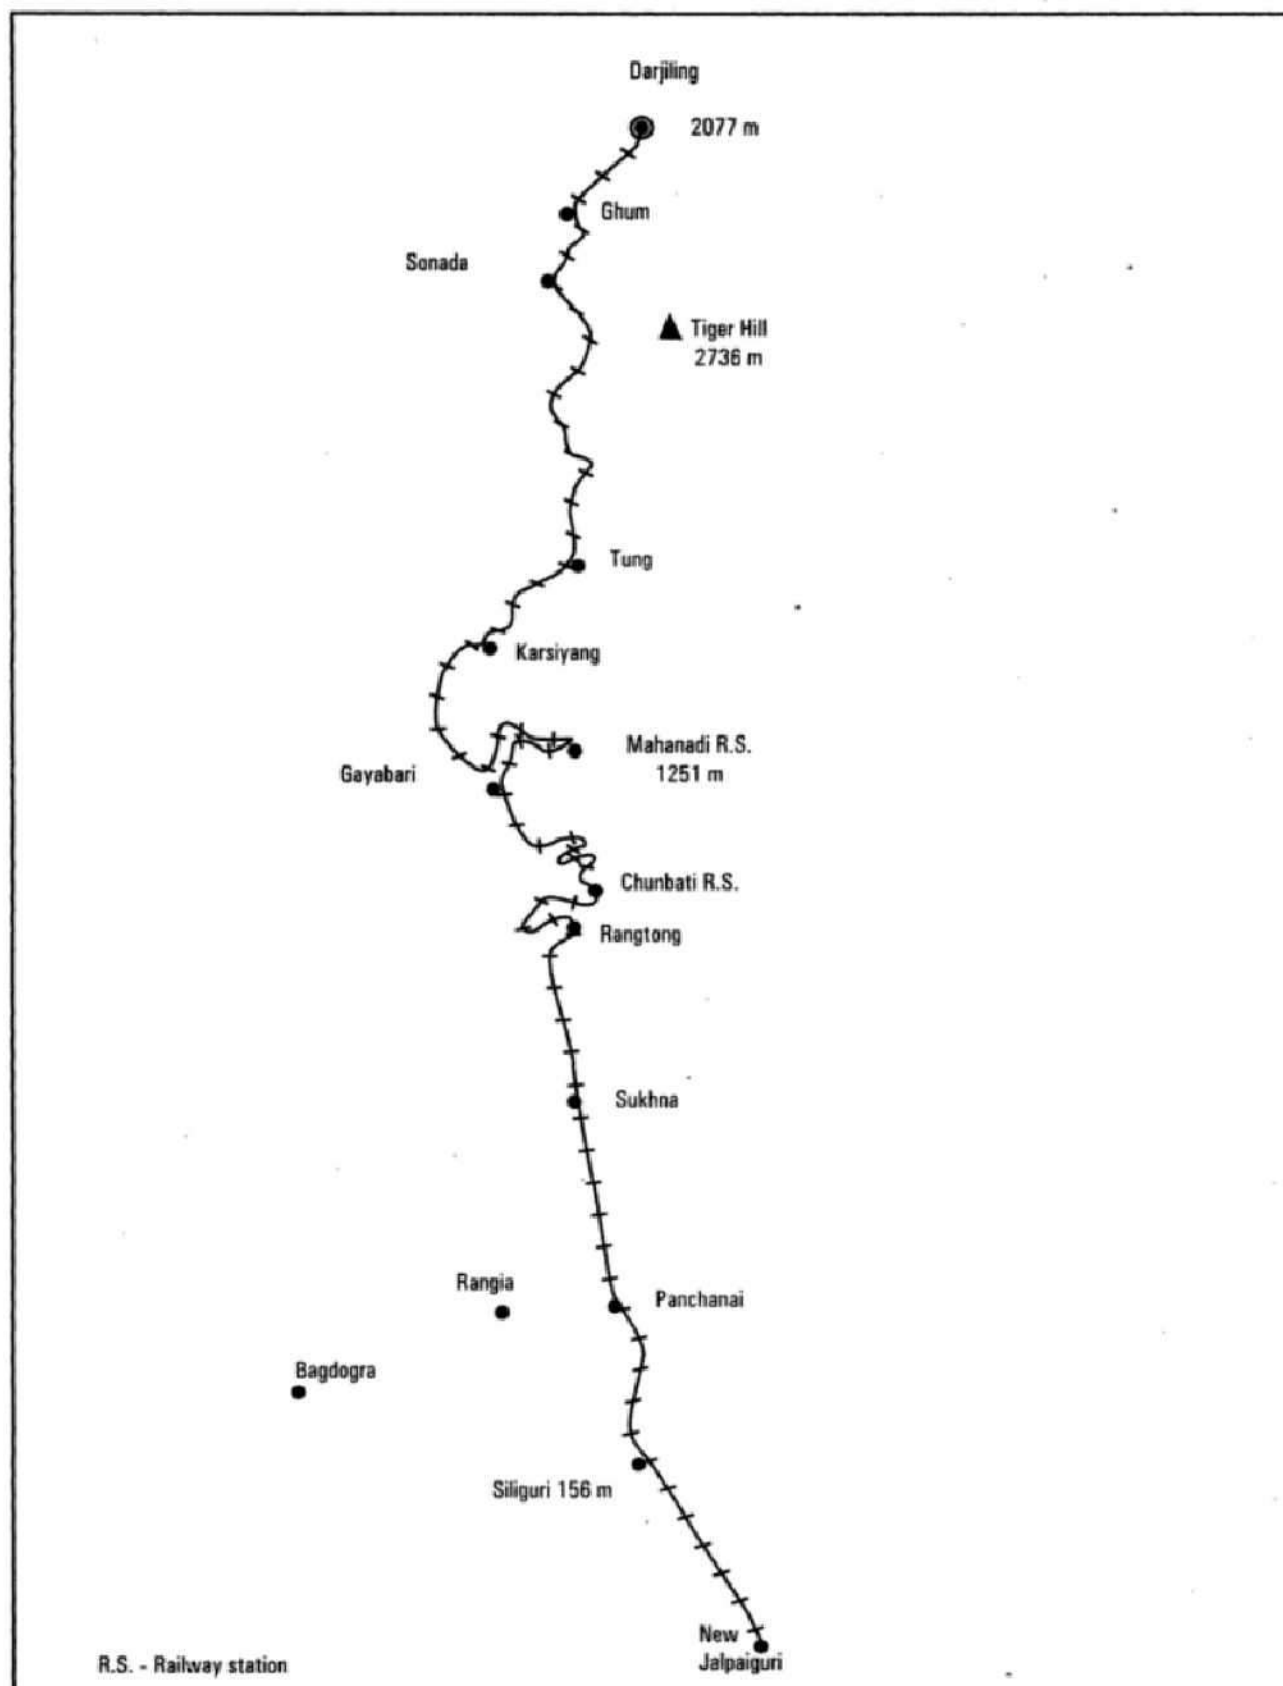 Darjiling
2077 m
Ghum
Sonada
Tiger Hill
2736 m
Tung
Karsiyang
Mahanadi R.S.
1251 m
Gayabari
Chunbati R.S.
Rangtong
Sukhna
Rangia
Panchanai
Bagdogra
Siliguri 156 m
New
Jalpaiguri
R.S. - Railway station